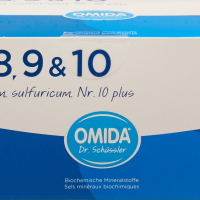 8, 9 & 10
m sulfuricum Nr. 10 plus
OMIDA®
Dr. Schüssler
Biochemische Mineralstoffe
Sels minéraux biochimiques